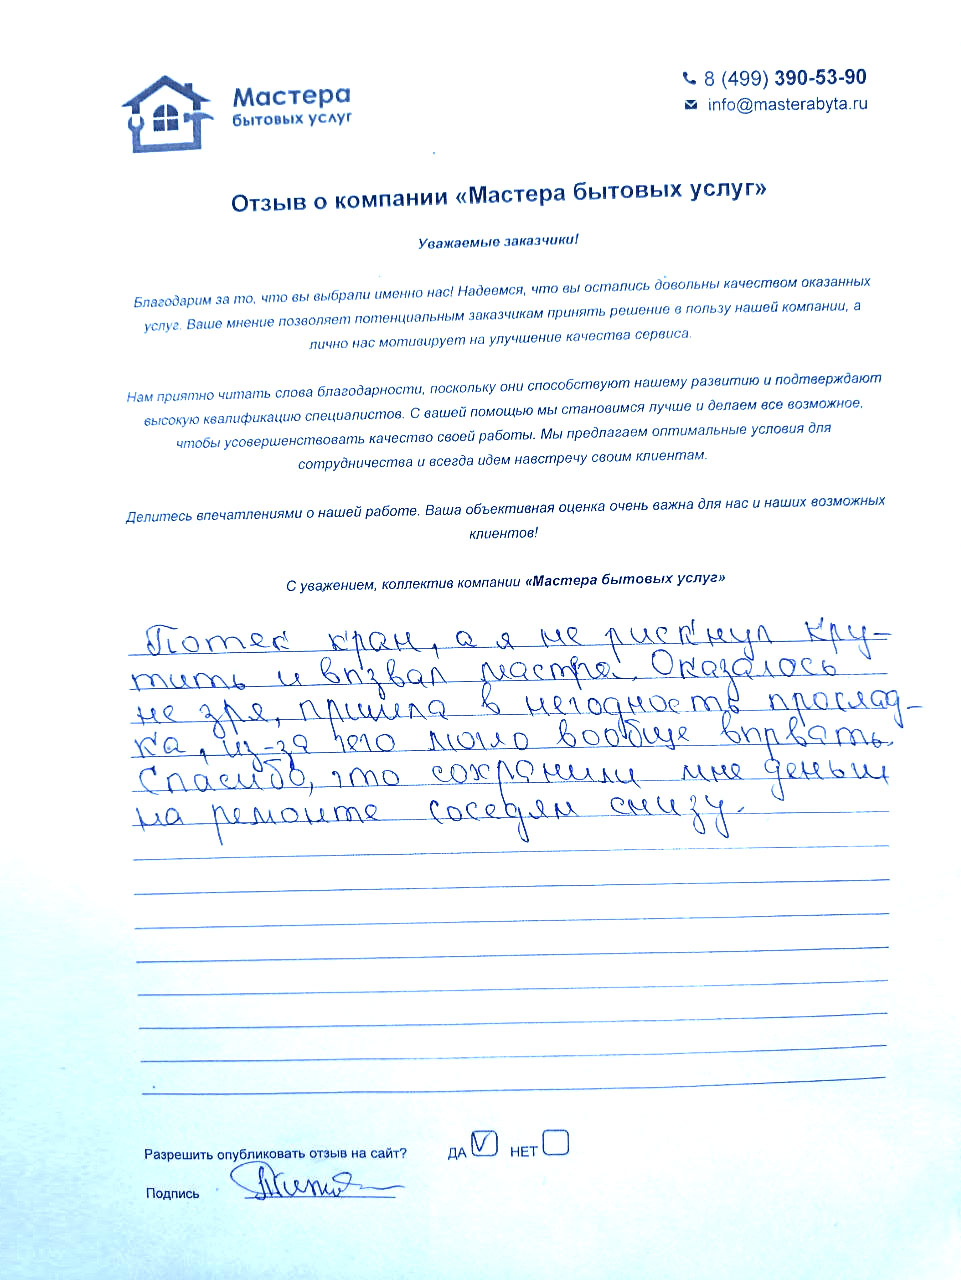 Мастера
бытовых услуг
8 (499) 390-53-90
info@masterabyta.ru
Отзыв о компании «Мастера бытовых услуг»
Уважаемые заказчики!
Благодарим за то, что вы выбрали именно нас! Надеемся, что вы остались довольны качеством оказанных
услуг. Ваше мнение позволяет потенциальным заказчикам принять решение в пользу нашей компании, а
лично нас мотивирует на улучшение качества сервиса.
Нам приятно читать слова благодарности, поскольку они способствуют нашему развитию и подтверждают
высокую квалификацию специалистов. С вашей помощью мы становимся лучше и делаем все возможное,
чтобы усовершенствовать качество своей работы. Мы предлагаем оптимальные условия для
сотрудничества и всегда идем навстречу своим клиентам.
Делитесь впечатлениями о нашей работе. Ваша объективная оценка очень важна для нас и наших возможных
клиентов!
С уважением, коллектив компании «Мастера бытовых услуг»
Потек кран, а я не рискнул кру-
тить и вызвал мастера. Оказалось
не зря, пришла в негодность проклад-
ка, из-за чего могло вообще вырвать.
Спасибо, что сохранили мне деньги
на ремонте соседям снизу.
Разрешить опубликовать отзыв на сайт? ДА НЕТ
Подпись